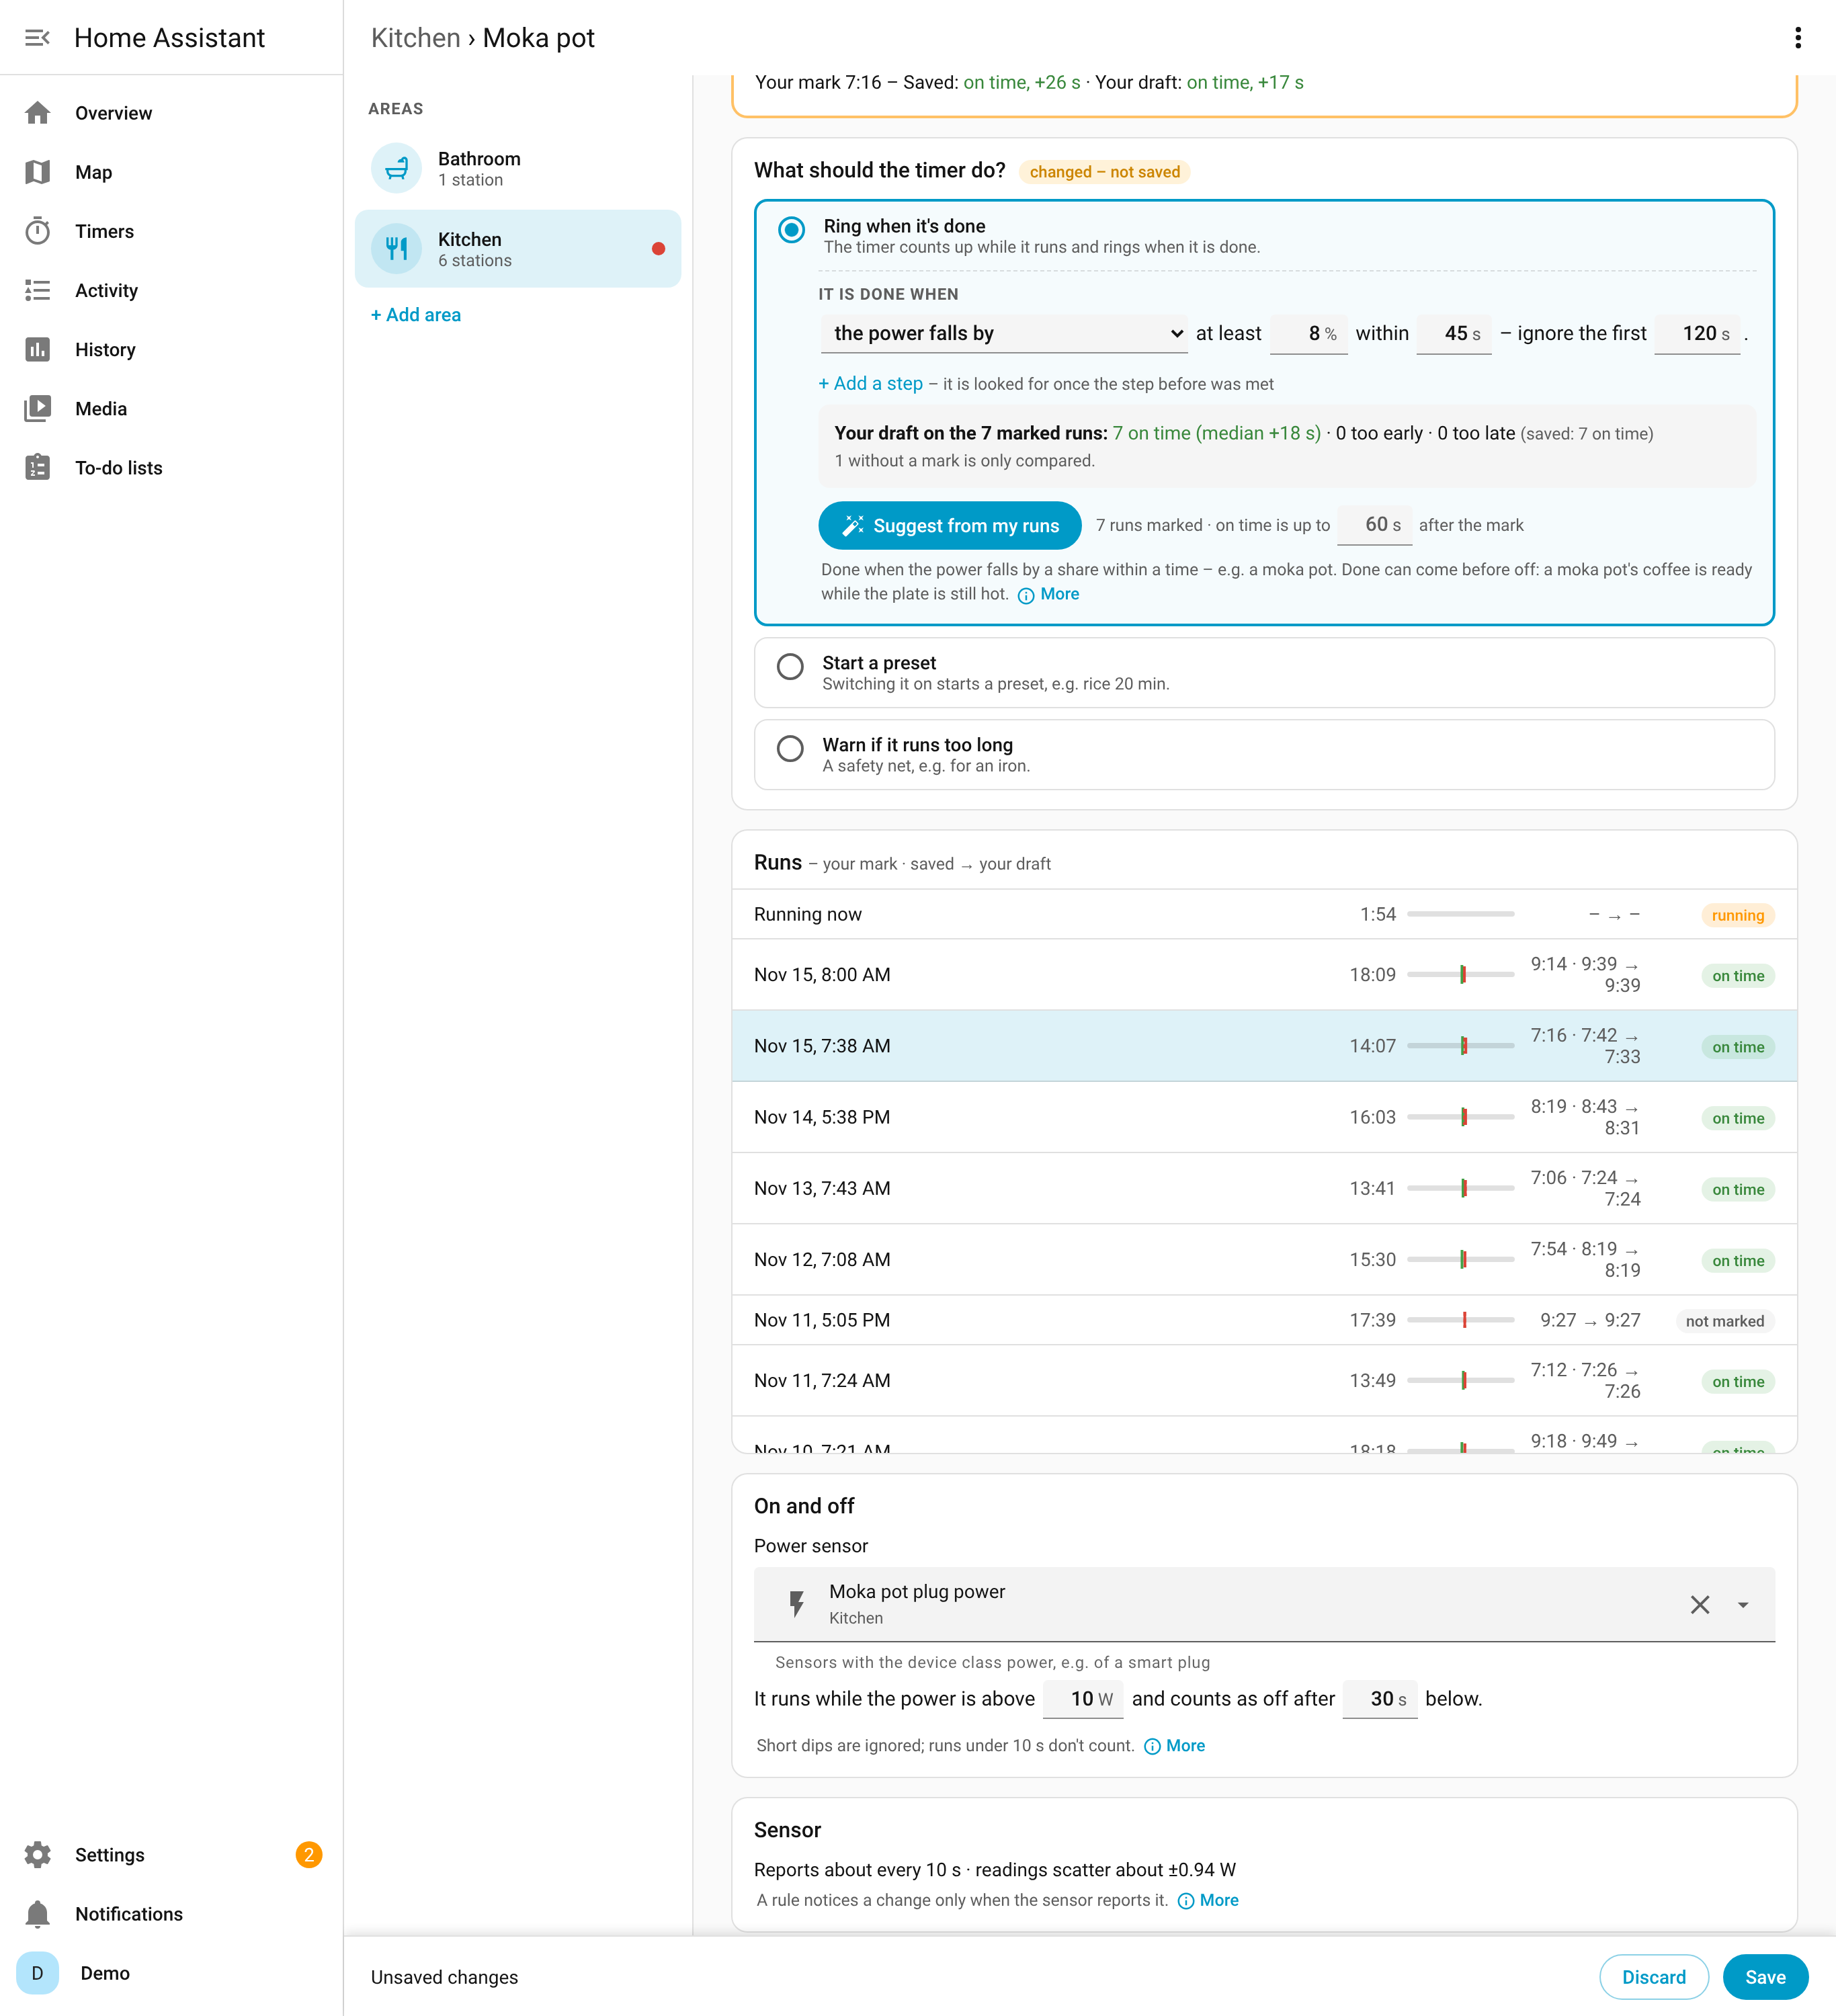 Home Assistant
Kitchen › Moka pot
Overview
Map
Timers
Activity
History
Media
To-do lists
Settings
2
Notifications
D
Demo
AREAS
Bathroom
1 station
Kitchen
6 stations
+ Add area
Your mark 7:16 – Saved: on time, +26 s · Your draft: on time, +17 s
What should the timer do? changed – not saved
Ring when it's done
The timer counts up while it runs and rings when it is done.
IT IS DONE WHEN
the power falls by at least 8 % within 45 s – ignore the first 120 s .
+ Add a step – it is looked for once the step before was met
Your draft on the 7 marked runs: 7 on time (median +18 s) · 0 too early · 0 too late (saved: 7 on time)
1 without a mark is only compared.
Suggest from my runs 7 runs marked · on time is up to 60 s after the mark
Done when the power falls by a share within a time – e.g. a moka pot. Done can come before off: a moka pot's coffee is ready
while the plate is still hot. More
Start a preset
Switching it on starts a preset, e.g. rice 20 min.
Warn if it runs too long
A safety net, e.g. for an iron.
Runs – your mark · saved → your draft
Running now 1:54 – → – running
Nov 15, 8:00 AM 18:09 9:14 · 9:39 →
9:39 on time
Nov 15, 7:38 AM 14:07 7:16 · 7:42 →
7:33 on time
Nov 14, 5:38 PM 16:03 8:19 · 8:43 →
8:31 on time
Nov 13, 7:43 AM 13:41 7:06 · 7:24 →
7:24 on time
Nov 12, 7:08 AM 15:30 7:54 · 8:19 →
8:19 on time
Nov 11, 5:05 PM 17:39 9:27 → 9:27 not marked
Nov 11, 7:24 AM 13:49 7:12 · 7:26 →
7:26 on time
Nov 10, 7:21 AM 18:18 9:18 · 9:49 → on time
On and off
Power sensor
Moka pot plug power
Kitchen
Sensors with the device class power, e.g. of a smart plug
It runs while the power is above 10 W and counts as off after 30 s below.
Short dips are ignored; runs under 10 s don't count. More
Sensor
Reports about every 10 s · readings scatter about ±0.94 W
A rule notices a change only when the sensor reports it. More
Unsaved changes
Discard
Save